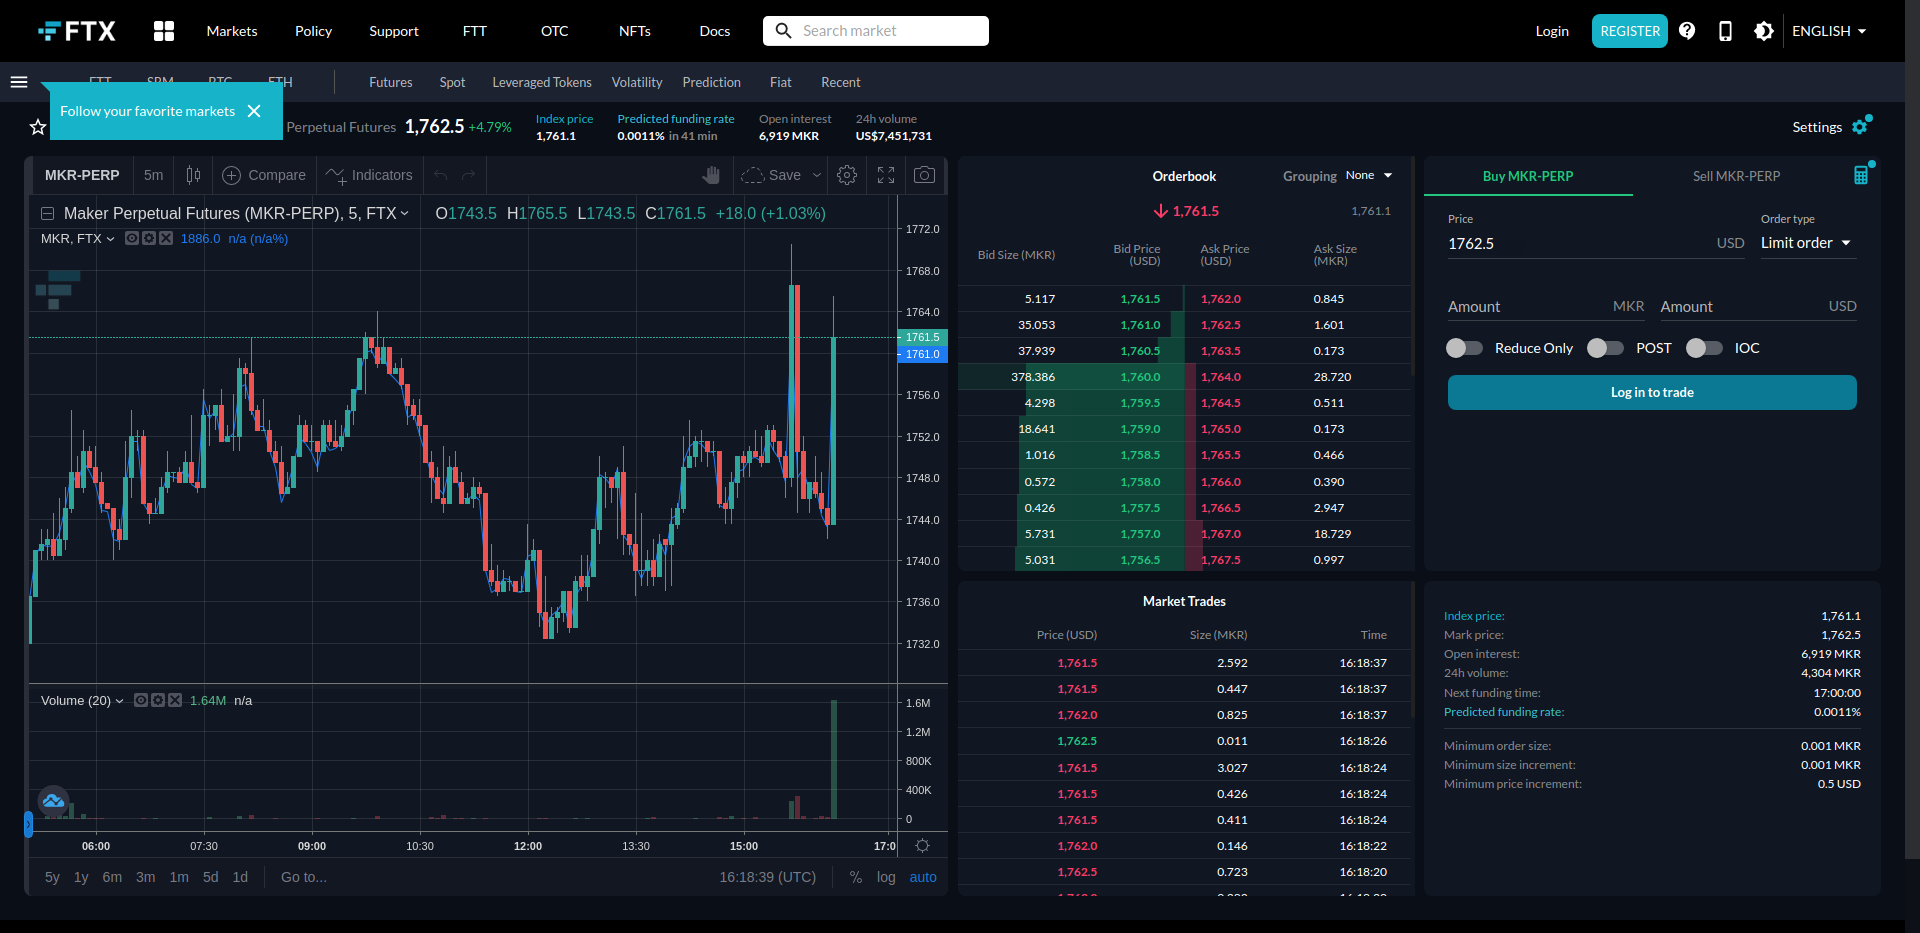 FTX Markets Policy Support FTT OTC NFTs Docs Search market Login REGISTER ENGLISH
Futures Spot Leveraged Tokens Volatility Prediction Fiat Recent
Follow your favorite markets
Perpetual Futures 1,762.5 +4.79%
Index price
1,761.1
Predicted funding rate
0.0011% in 41 min
Open interest
6,919 MKR
24h volume
US$7,451,731
Settings
MKR-PERP 5m Compare Indicators Save
Maker Perpetual Futures (MKR-PERP), 5, FTX O1743.5 H1765.5 L1743.5 C1761.5 +18.0 (+1.03%)
MKR, FTX 1886.0 n/a (n/a%)
1772.0
1768.0
1764.0
1761.5
1761.0
1756.0
1752.0
1748.0
1744.0
1740.0
1736.0
1732.0
Volume (20) 1.64M n/a
1.6M
1.2M
800K
400K
0
06:00 07:30 09:00 10:30 12:00 13:30 15:00 17:0
5y 1y 6m 3m 1m 5d 1d Go to... 16:18:39 (UTC) % log auto
Orderbook Grouping None
1,761.5 1,761.1
Bid Size (MKR) Bid Price (USD) Ask Price (USD) Ask Size (MKR)
5.117 1,761.5 1,762.0 0.845
35.053 1,761.0 1,762.5 1.601
37.939 1,760.5 1,763.5 0.173
378.386 1,760.0 1,764.0 28.720
4.298 1,759.5 1,764.5 0.511
18.641 1,759.0 1,765.0 0.173
1.016 1,758.5 1,765.5 0.466
0.572 1,758.0 1,766.0 0.390
0.426 1,757.5 1,766.5 2.947
5.731 1,757.0 1,767.0 18.729
5.031 1,756.5 1,767.5 0.997
Market Trades
Price (USD) Size (MKR) Time
1,761.5 2.592 16:18:37
1,761.5 0.447 16:18:37
1,762.0 0.825 16:18:37
1,762.5 0.011 16:18:26
1,761.5 3.027 16:18:24
1,761.5 0.426 16:18:24
1,761.5 0.411 16:18:24
1,762.0 0.146 16:18:22
1,762.5 0.723 16:18:20
Buy MKR-PERP Sell MKR-PERP
Price Order type
1762.5 USD Limit order
Amount MKR Amount USD
Reduce Only POST IOC
Log in to trade
Index price: 1,761.1
Mark price: 1,762.5
Open interest: 6,919 MKR
24h volume: 4,304 MKR
Next funding time: 17:00:00
Predicted funding rate: 0.0011%
Minimum order size: 0.001 MKR
Minimum size increment: 0.001 MKR
Minimum price increment: 0.5 USD